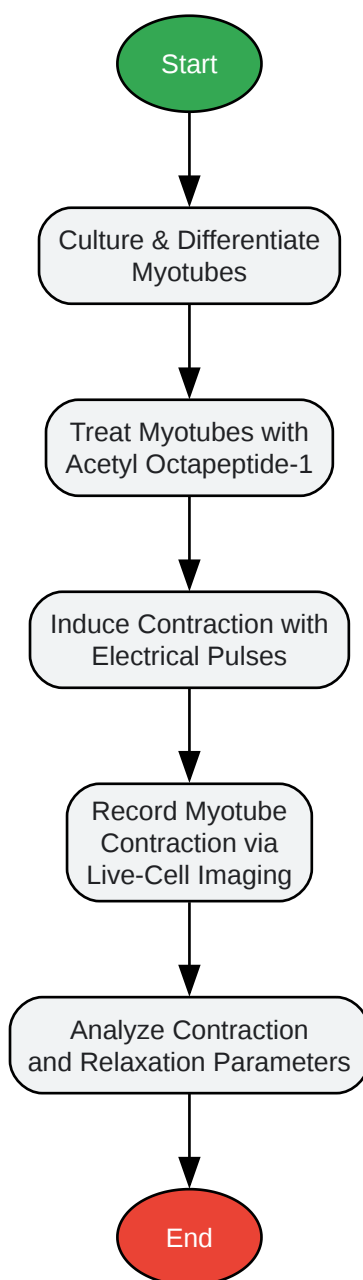 Start
Culture & Differentiate
Myotubes
Treat Myotubes with
Acetyl Octapeptide-1
Induce Contraction with
Electrical Pulses
Record Myotube
Contraction via
Live-Cell Imaging
Analyze Contraction
and Relaxation Parameters
End